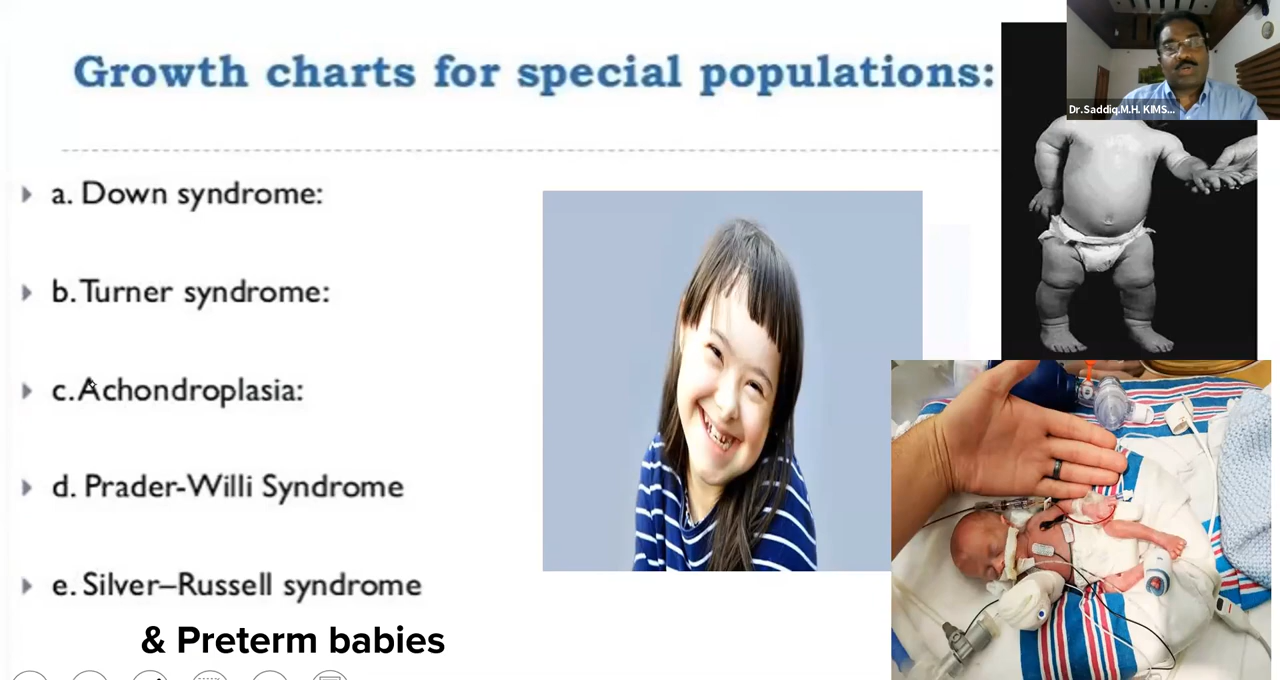 Growth charts for special populations:
Dr.Saddiq.M.H. KIMS...
a. Down syndrome:
b. Turner syndrome:
c. Achondroplasia:
d. Prader-Willi Syndrome
e. Silver–Russell syndrome
& Preterm babies